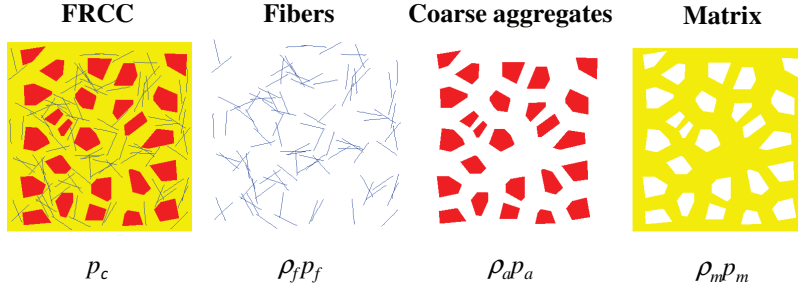 FRCC Fibers Coarse aggregates Matrix
p_c ρ_f p_f ρ_a p_a ρ_m p_m